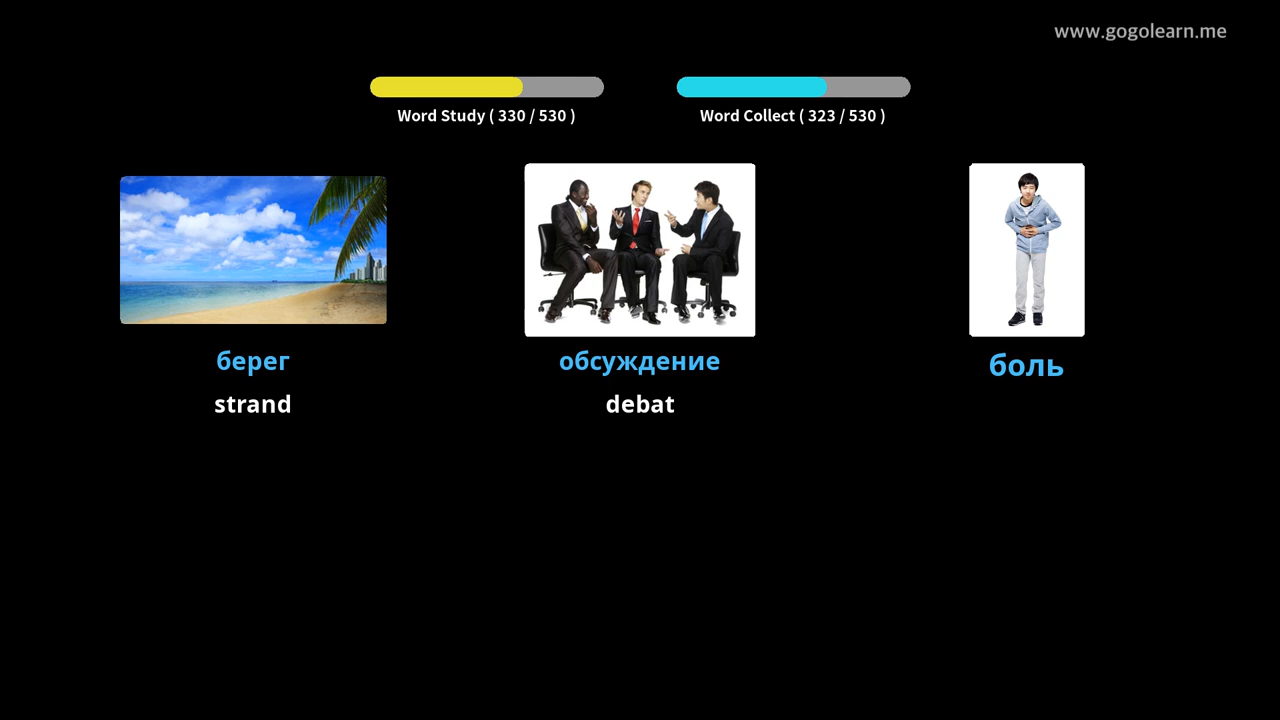 www.gogolearn.me
Word Study ( 330 / 530 )
Word Collect ( 323 / 530 )
берег
strand
обсуждение
debat
боль